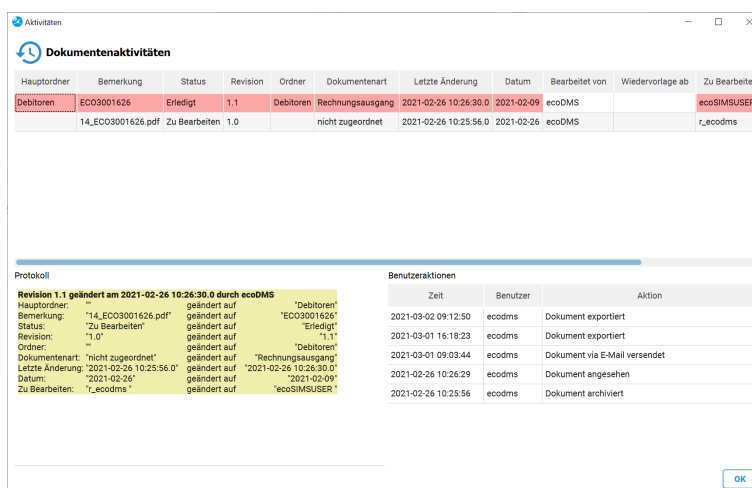 Aktivitäten
Dokumentenaktivitäten
Hauptordner Bemerkung Status Revision Ordner Dokumentenart Letzte Änderung Datum Bearbeitet von Wiedervorlage ab Zu Bearbeite
Debitoren ECO3001626 Erledigt 1.1 Debitoren Rechnungsausgang 2021-02-26 10:26:30.0 2021-02-09 ecoDMS ecoSIMSUSER
14_ECO3001626.pdf Zu Bearbeiten 1.0 nicht zugeordnet 2021-02-26 10:25:56.0 2021-02-26 ecoDMS r_ecodms
Protokoll
Revision 1.1 geändert am 2021-02-26 10:26:30.0 durch ecoDMS
Hauptordner: "" geändert auf "Debitoren"
Bemerkung: "14_ECO3001626.pdf" geändert auf "ECO3001626"
Status: "Zu Bearbeiten" geändert auf "Erledigt"
Revision: "1.0" geändert auf "1.1"
Ordner: "" geändert auf "Debitoren"
Dokumentenart: "nicht zugeordnet" geändert auf "Rechnungsausgang"
Letzte Änderung: "2021-02-26 10:25:56.0" geändert auf "2021-02-26 10:26:30.0"
Datum: "2021-02-26" geändert auf "2021-02-09"
Zu Bearbeiten: "r_ecodms " geändert auf "ecoSIMSUSER "
Benutzeraktionen
Zeit Benutzer Aktion
2021-03-02 09:12:50 ecodms Dokument exportiert
2021-03-01 16:18:23 ecodms Dokument exportiert
2021-03-01 09:03:44 ecodms Dokument via E-Mail versendet
2021-02-26 10:26:29 ecodms Dokument angesehen
2021-02-26 10:25:56 ecodms Dokument archiviert
OK